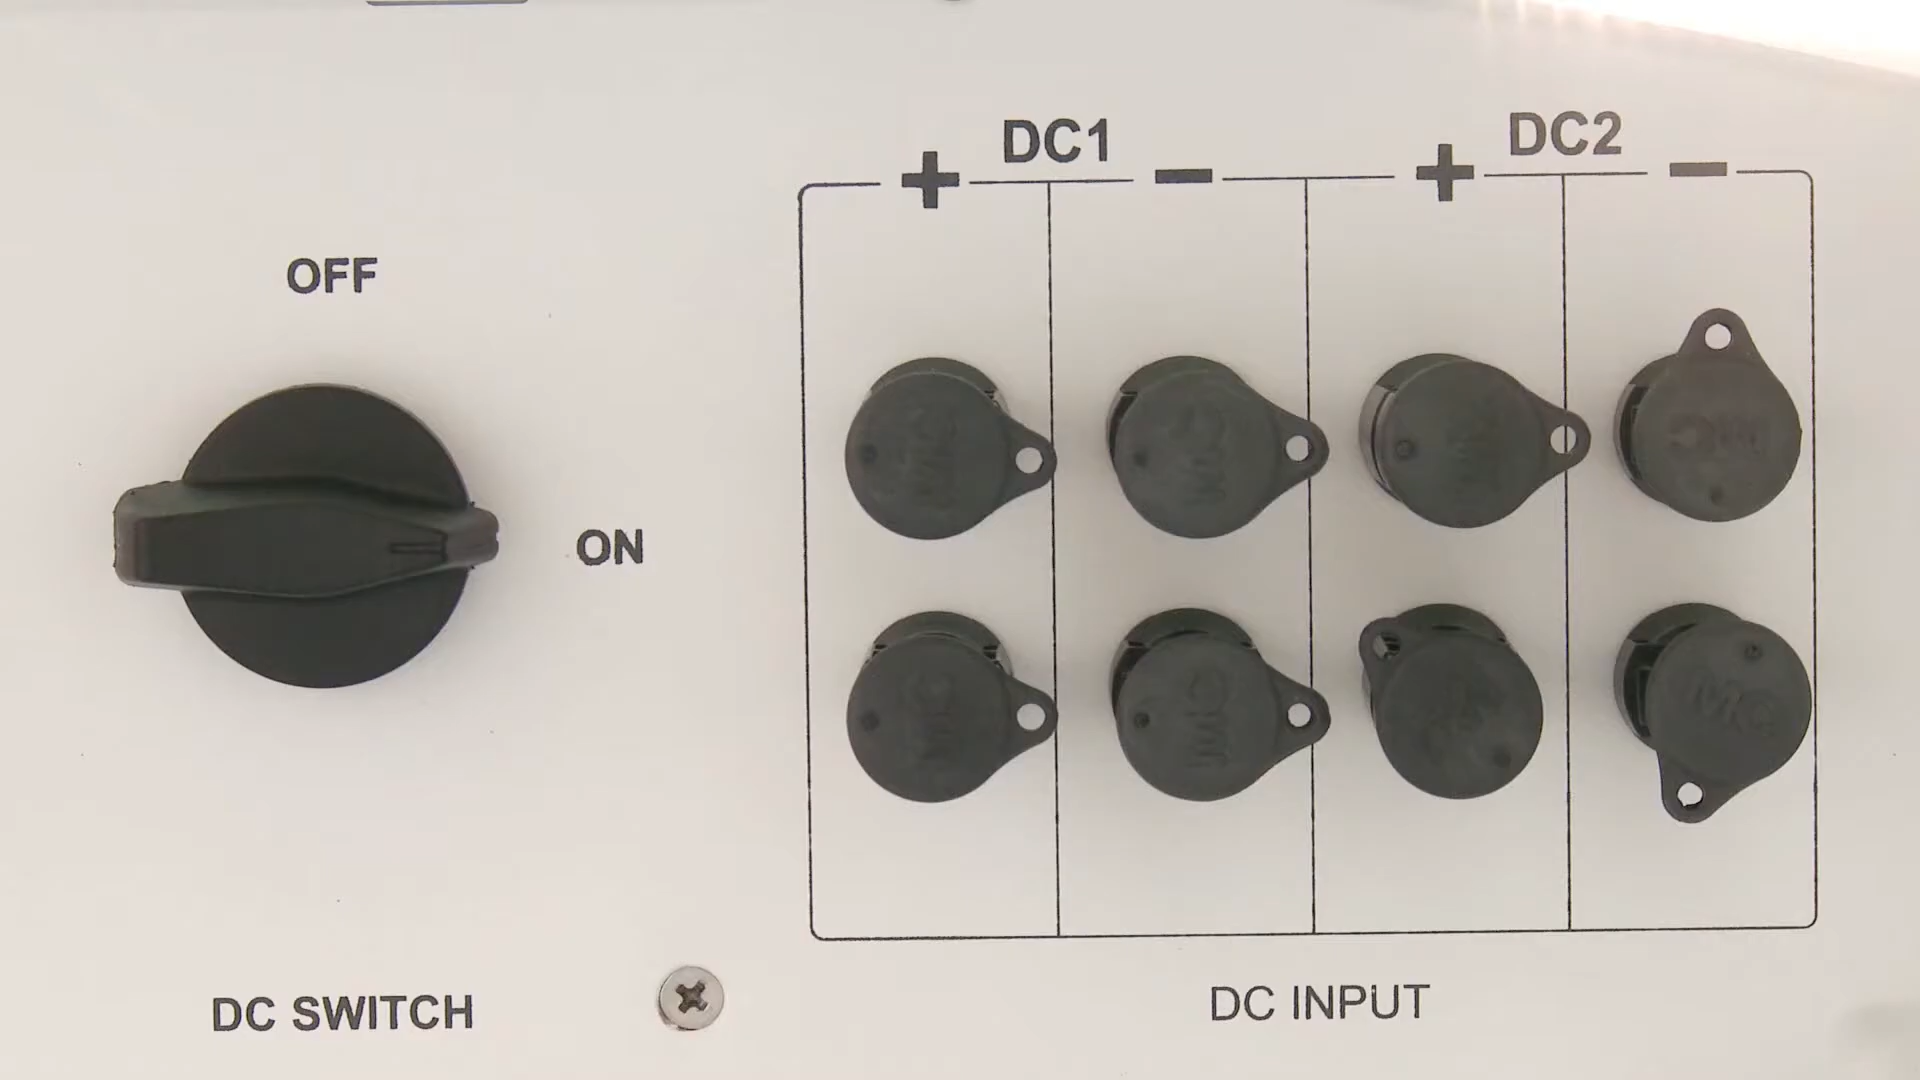 DC1 DC2
+ − + −
OFF
ON
DC SWITCH
DC INPUT